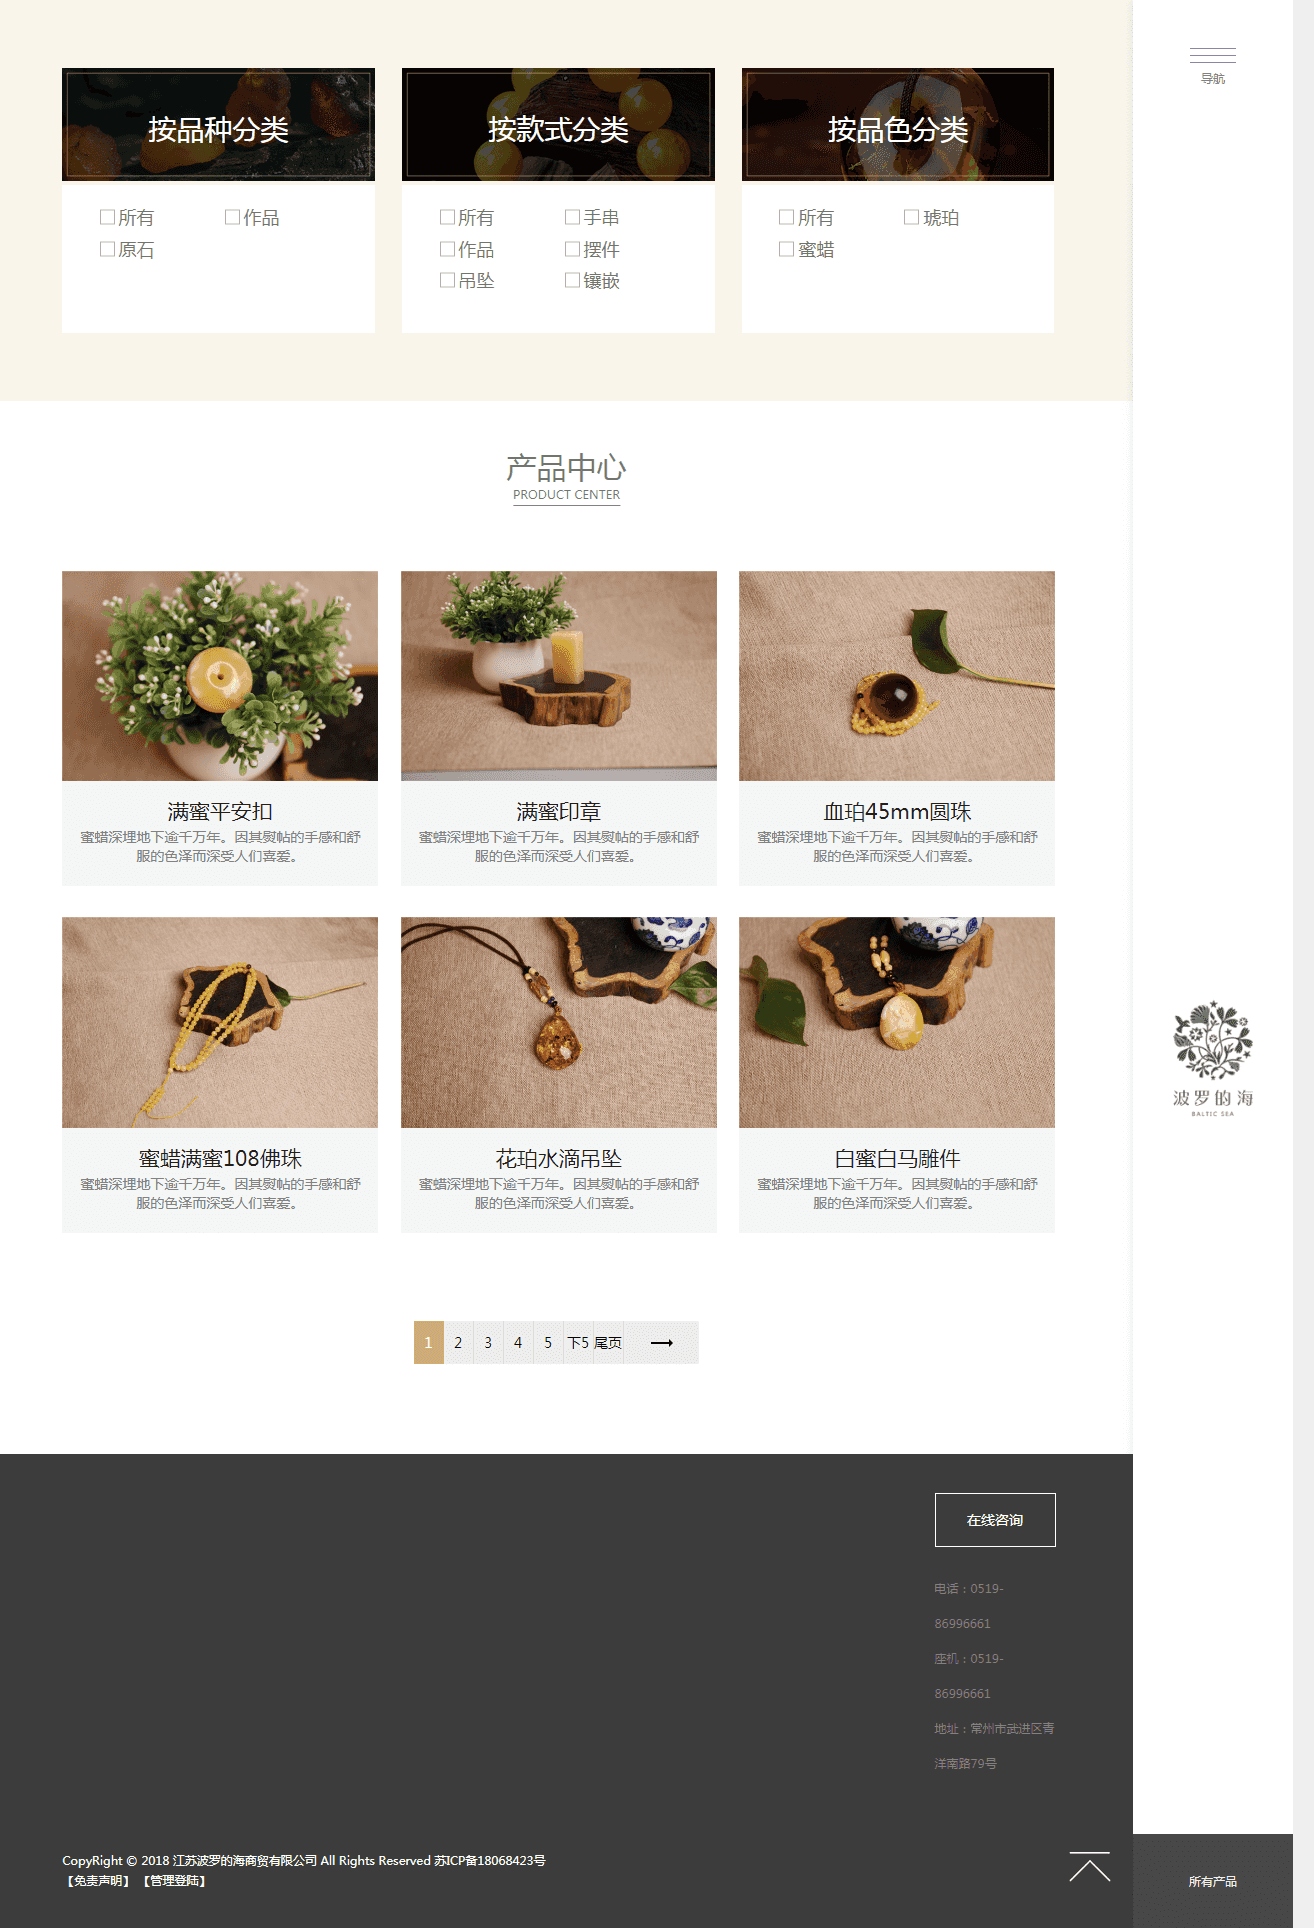 导航
按品种分类
按款式分类
按品色分类
所有 作品
原石
所有 手串
作品 摆件
吊坠 镶嵌
所有 琥珀
蜜蜡
产品中心
PRODUCT CENTER
满蜜平安扣
蜜蜡深埋地下逾千万年。因其熨帖的手感和舒
服的色泽而深受人们喜爱。
满蜜印章
蜜蜡深埋地下逾千万年。因其熨帖的手感和舒
服的色泽而深受人们喜爱。
血珀45mm圆珠
蜜蜡深埋地下逾千万年。因其熨帖的手感和舒
服的色泽而深受人们喜爱。
蜜蜡满蜜108佛珠
蜜蜡深埋地下逾千万年。因其熨帖的手感和舒
服的色泽而深受人们喜爱。
花珀水滴吊坠
蜜蜡深埋地下逾千万年。因其熨帖的手感和舒
服的色泽而深受人们喜爱。
白蜜白马雕件
蜜蜡深埋地下逾千万年。因其熨帖的手感和舒
服的色泽而深受人们喜爱。
波罗的海
BALTIC SEA
1 2 3 4 5 下5 尾页
在线咨询
电话：0519-
86996661
座机：0519-
86996661
地址：常州市武进区青
洋南路79号
CopyRight © 2018 江苏波罗的海商贸有限公司 All Rights Reserved 苏ICP备18068423号
【免责声明】 【管理登陆】
所有产品